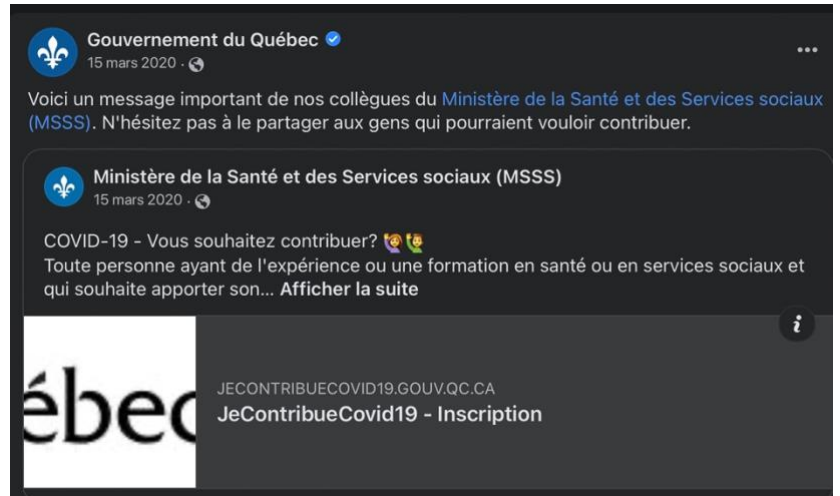 Gouvernement du Québec
15 mars 2020 ·
Voici un message important de nos collègues du Ministère de la Santé et des Services sociaux
(MSSS). N'hésitez pas à le partager aux gens qui pourraient vouloir contribuer.
Ministère de la Santé et des Services sociaux (MSSS)
15 mars 2020 ·
COVID-19 - Vous souhaitez contribuer? 🙋‍♀️🙋‍♂️
Toute personne ayant de l'expérience ou une formation en santé ou en services sociaux et
qui souhaite apporter son... Afficher la suite
ébec
JECONTRIBUECOVID19.GOUV.QC.CA
JeContribueCovid19 - Inscription